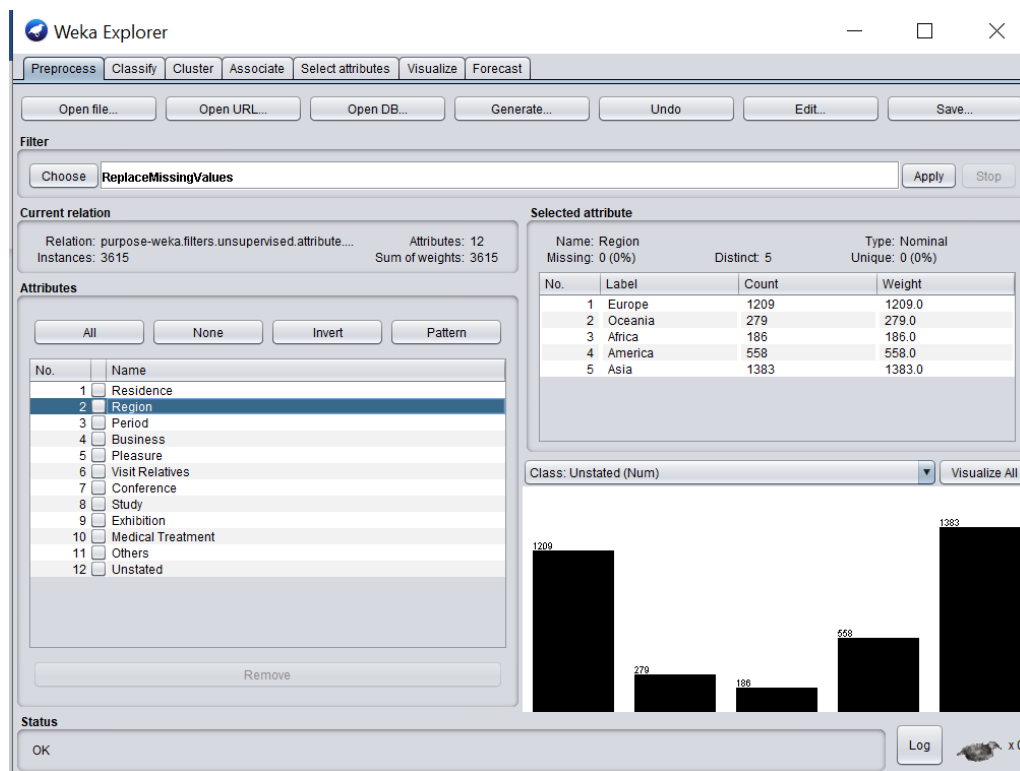 Weka Explorer
Preprocess Classify Cluster Associate Select attributes Visualize Forecast
Open file... Open URL... Open DB... Generate... Undo Edit... Save...
Filter
Choose ReplaceMissingValues Apply Stop
Current relation
Relation: purpose-weka.filters.unsupervised.attribute.... Attributes: 12
Instances: 3615 Sum of weights: 3615
Attributes
All None Invert Pattern
No. Name
1 Residence
2 Region
3 Period
4 Business
5 Pleasure
6 Visit Relatives
7 Conference
8 Study
9 Exhibition
10 Medical Treatment
11 Others
12 Unstated
Remove
Selected attribute
Name: Region Type: Nominal
Missing: 0 (0%) Distinct: 5 Unique: 0 (0%)
No. Label Count Weight
1 Europe 1209 1209.0
2 Oceania 279 279.0
3 Africa 186 186.0
4 America 558 558.0
5 Asia 1383 1383.0
Class: Unstated (Num) Visualize All
1209 279 186 558 1383
Status
OK
Log x 0